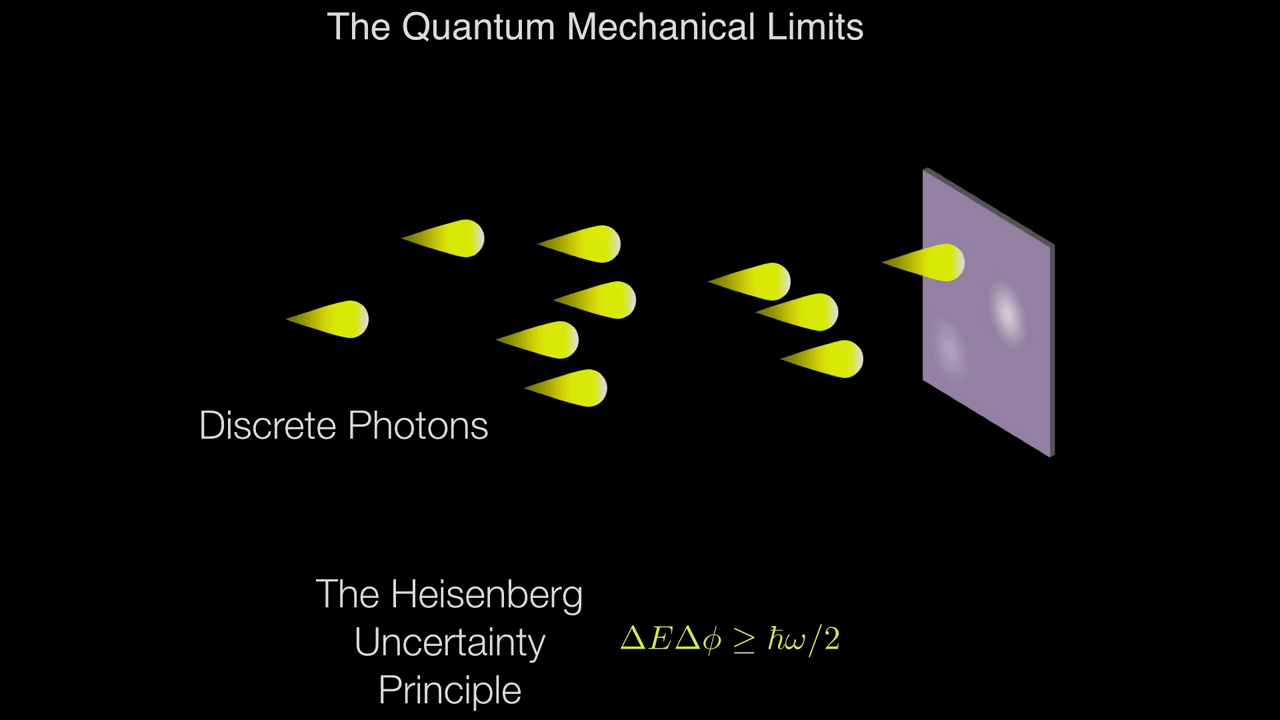 The Quantum Mechanical Limits
Discrete Photons
The Heisenberg
Uncertainty
Principle
ΔEΔϕ ≥ ℏω/2